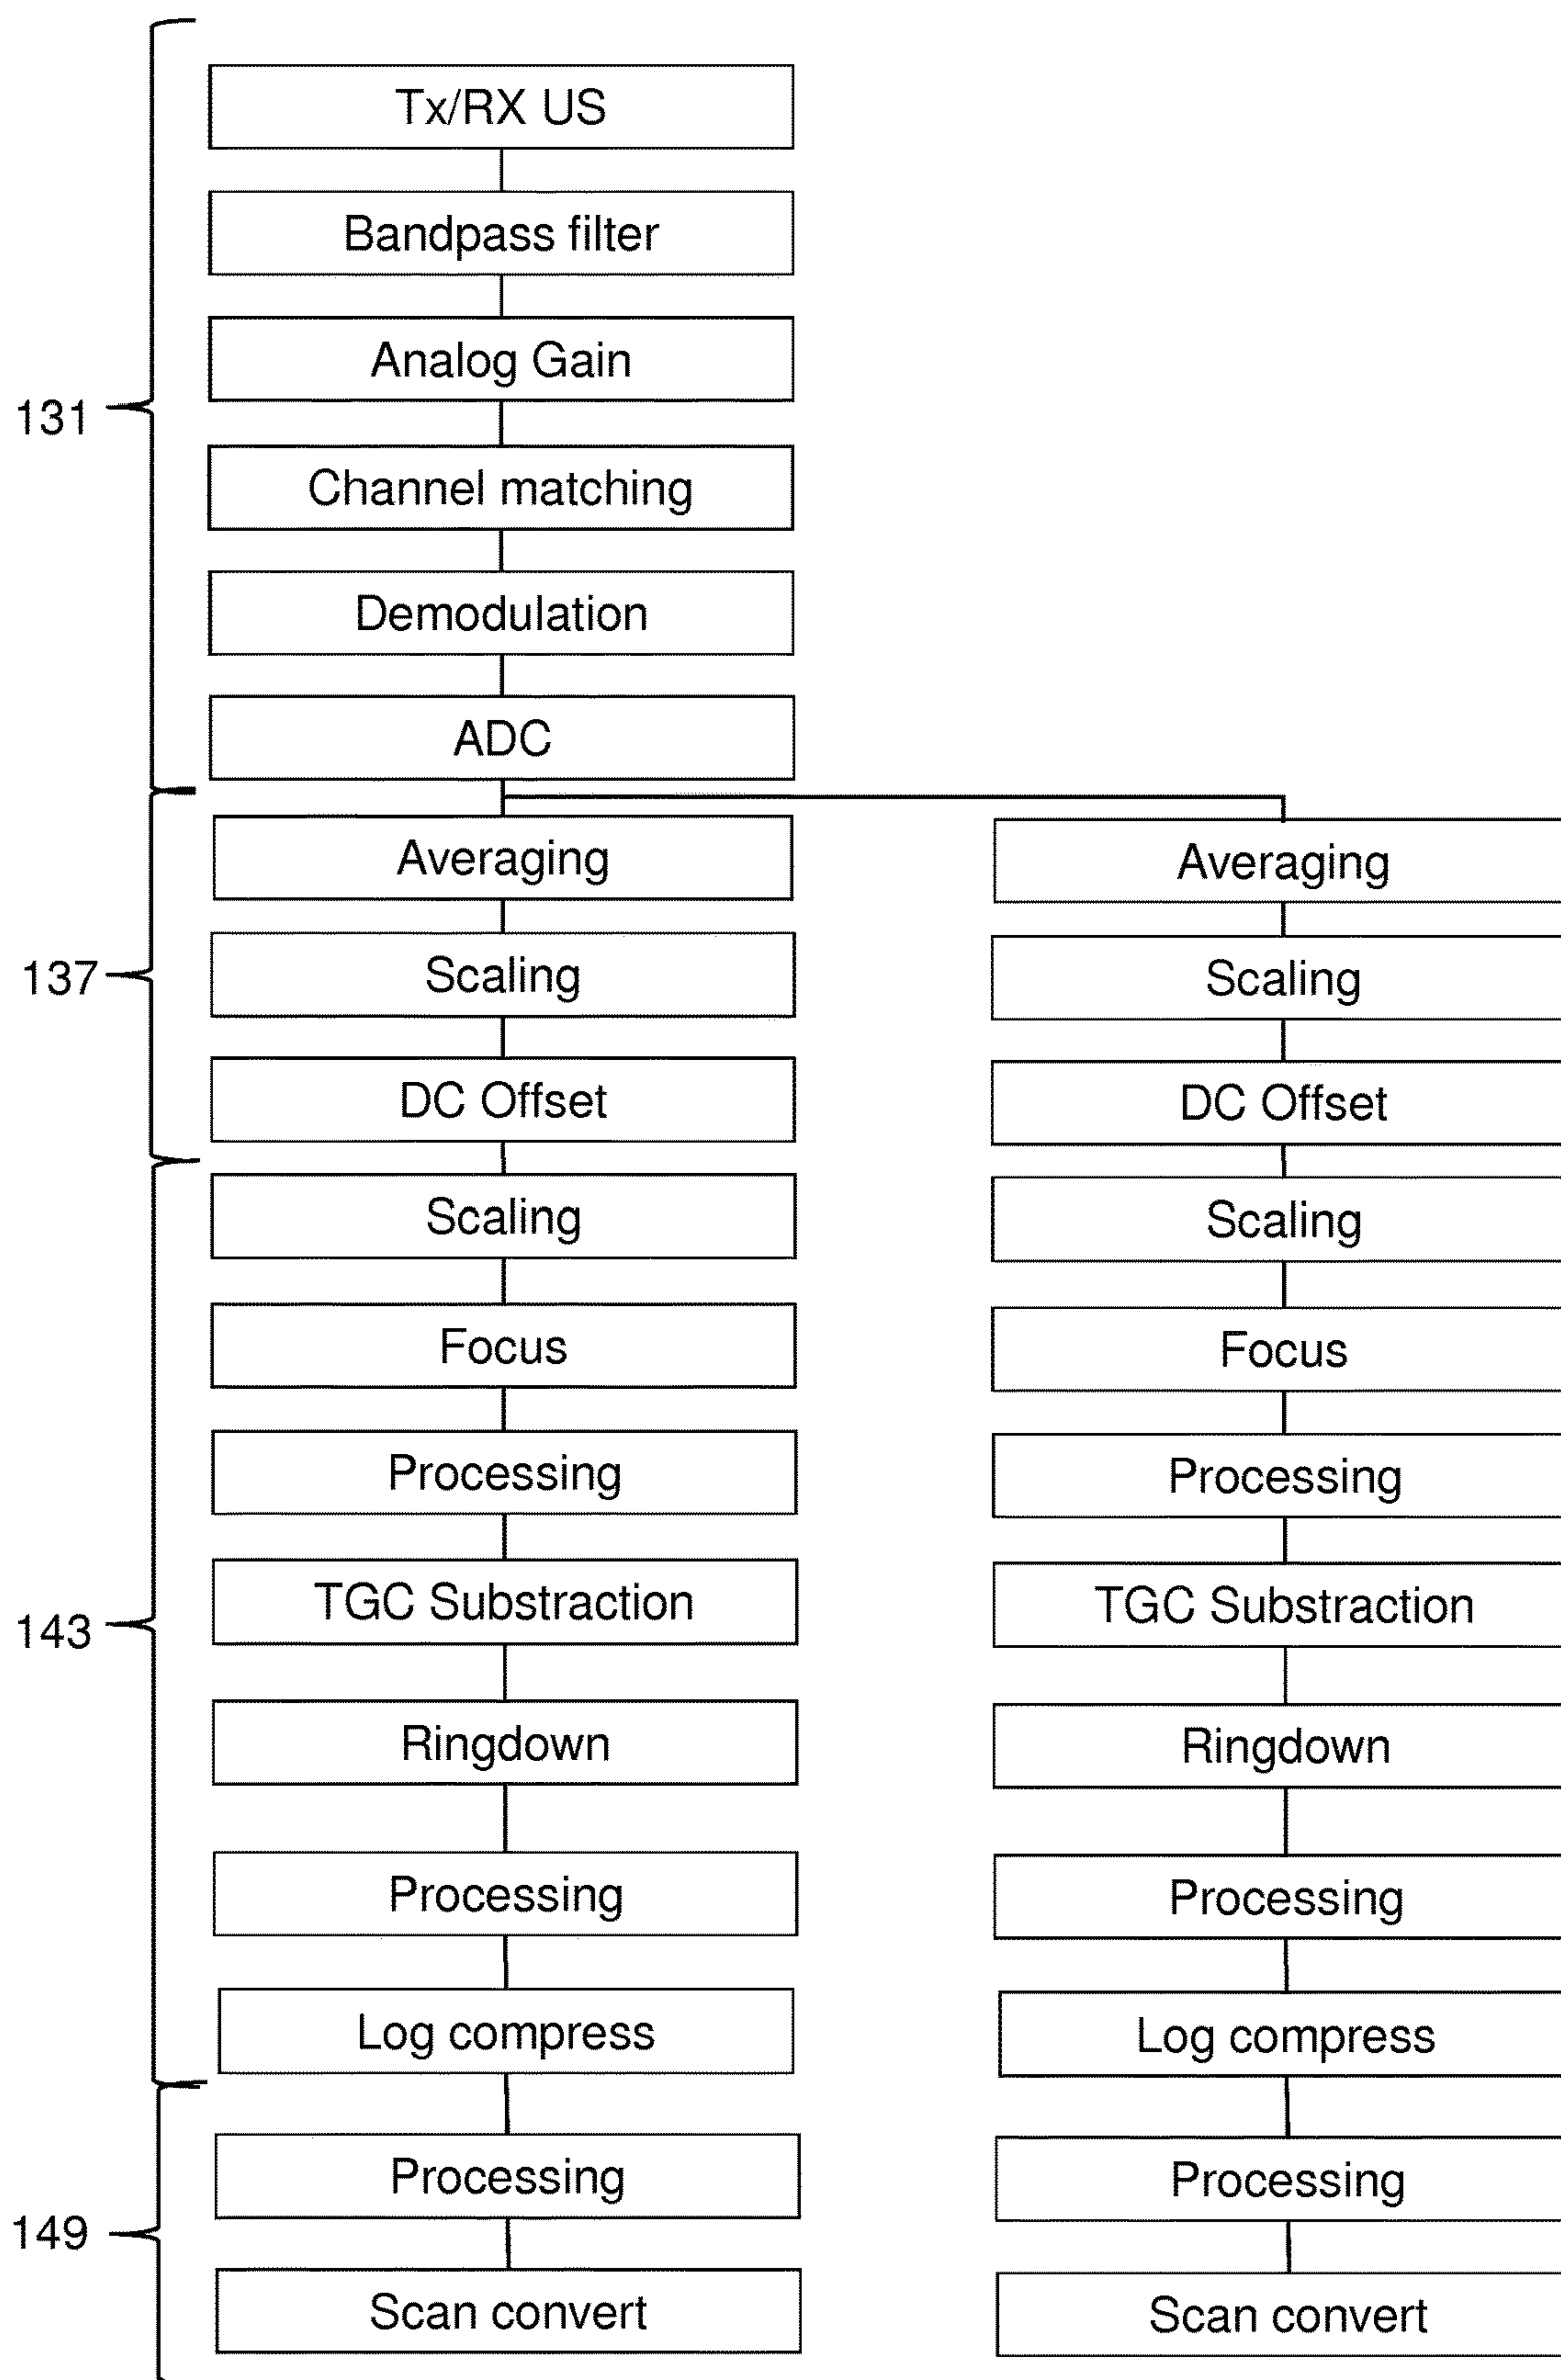 Tx/RX US
Bandpass filter
Analog Gain
131
Channel matching
Demodulation
ADC
Averaging
Averaging
137
Scaling
Scaling
DC Offset
DC Offset
Scaling
Scaling
Focus
Focus
Processing
Processing
143
TGC Substraction
TGC Substraction
Ringdown
Ringdown
Processing
Processing
Log compress
Log compress
Processing
Processing
149
Scan convert
Scan convert